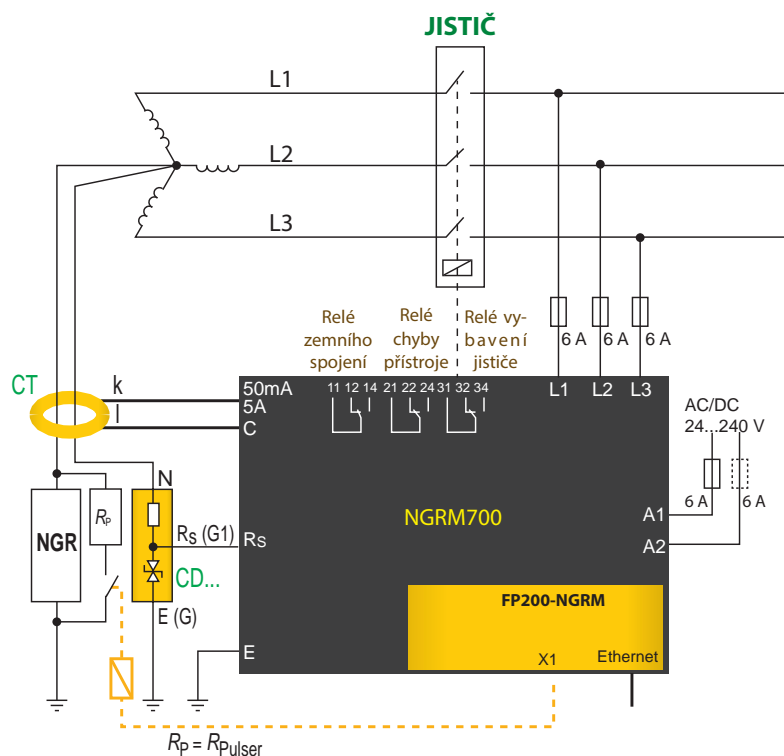 JISTIČ
L1
L2
L3
Relé
zemního
spojení
Relé
chyby
přístroje
Relé vy-
bavení
jističe
6 A
6 A
6 A
CT
k
l
50mA
5A
C
11
12
14
21
22
24
31
32
34
L1
L2
L3
AC/DC
24...240 V
6 A
6 A
N
NGR
RP
RS (G1)
RS
CD...
E (G)
NGRM700
A1
A2
FP200-NGRM
X1
Ethernet
E
RP = RPulser